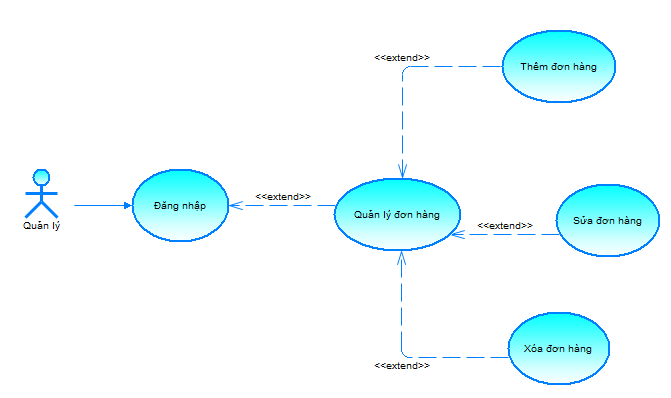 <<extend>>
Thêm đơn hàng
Đăng nhập
<<extend>>
Quản lý đơn hàng
<<extend>>
Sửa đơn hàng
Quản lý
Xóa đơn hàng
<<extend>>